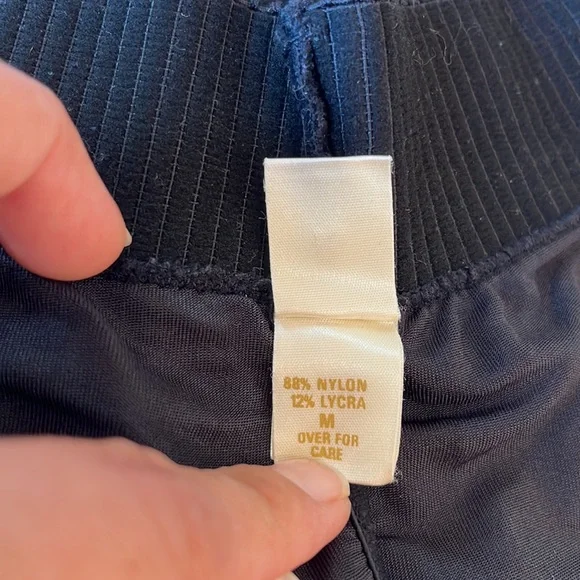 88% NYLON
12% LYCRA
M
OVER FOR
CARE